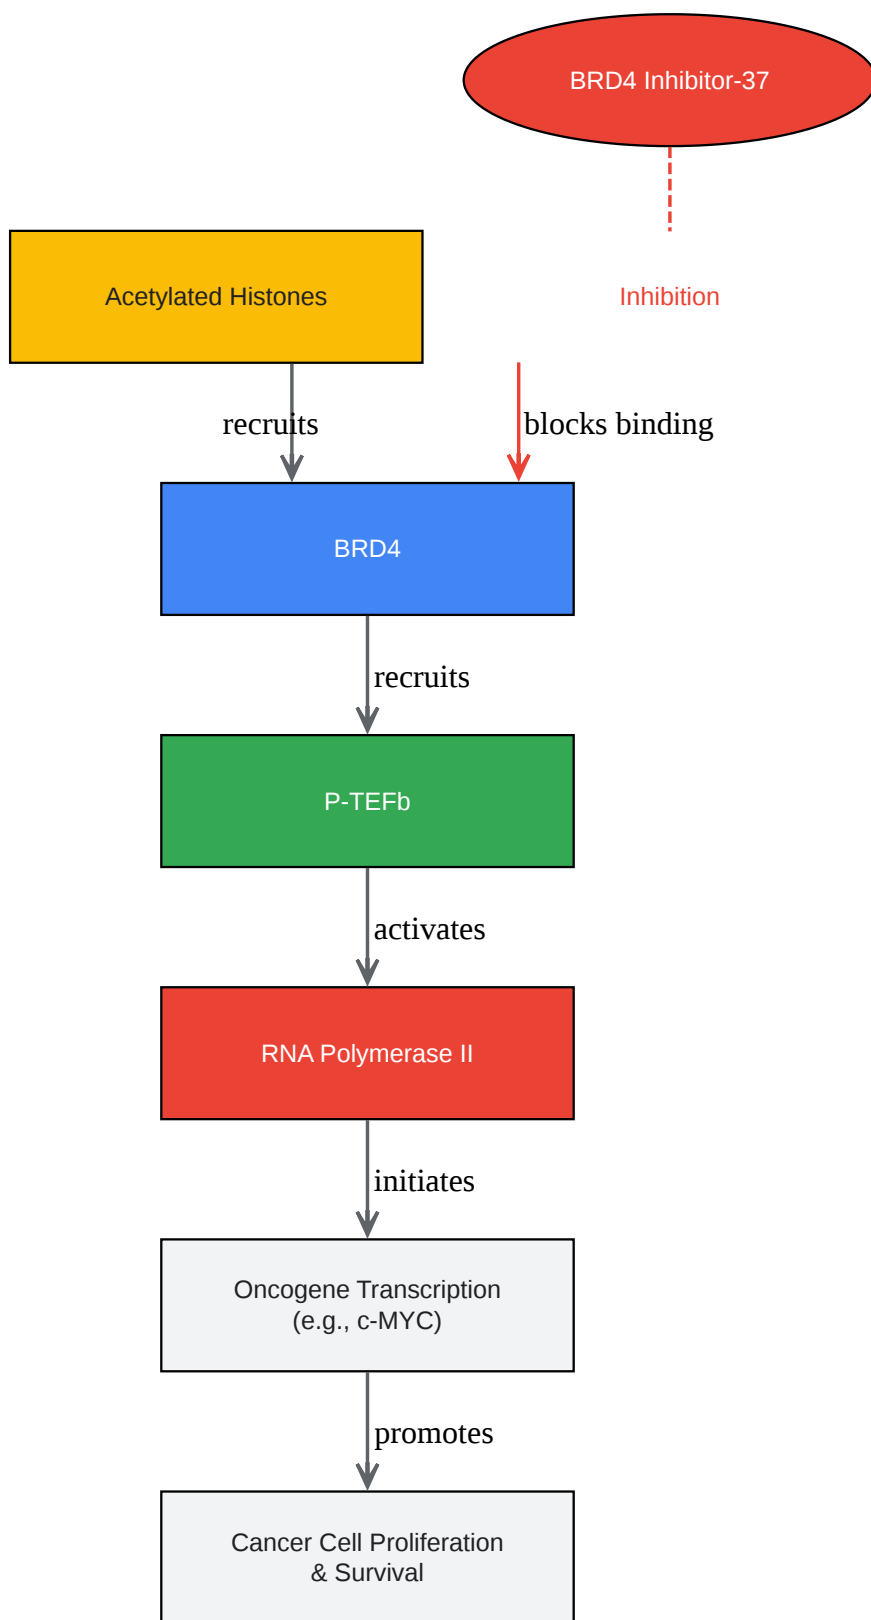 BRD4 Inhibitor-37
Acetylated Histones
Inhibition
recruits
blocks binding
BRD4
recruits
P-TEFb
activates
RNA Polymerase II
initiates
Oncogene Transcription
(e.g., c-MYC)
promotes
Cancer Cell Proliferation
& Survival